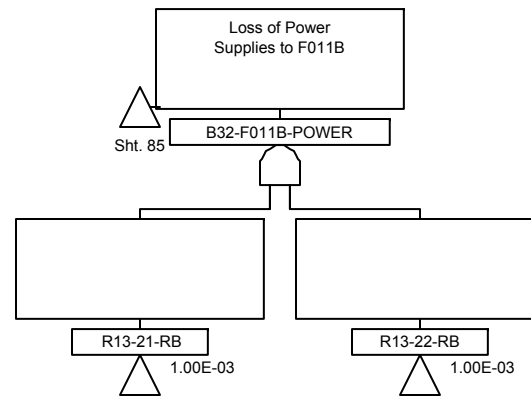 Loss of Power
Supplies to F011B
Sht. 85
B32-F011B-POWER
R13-21-RB
1.00E-03
R13-22-RB
1.00E-03